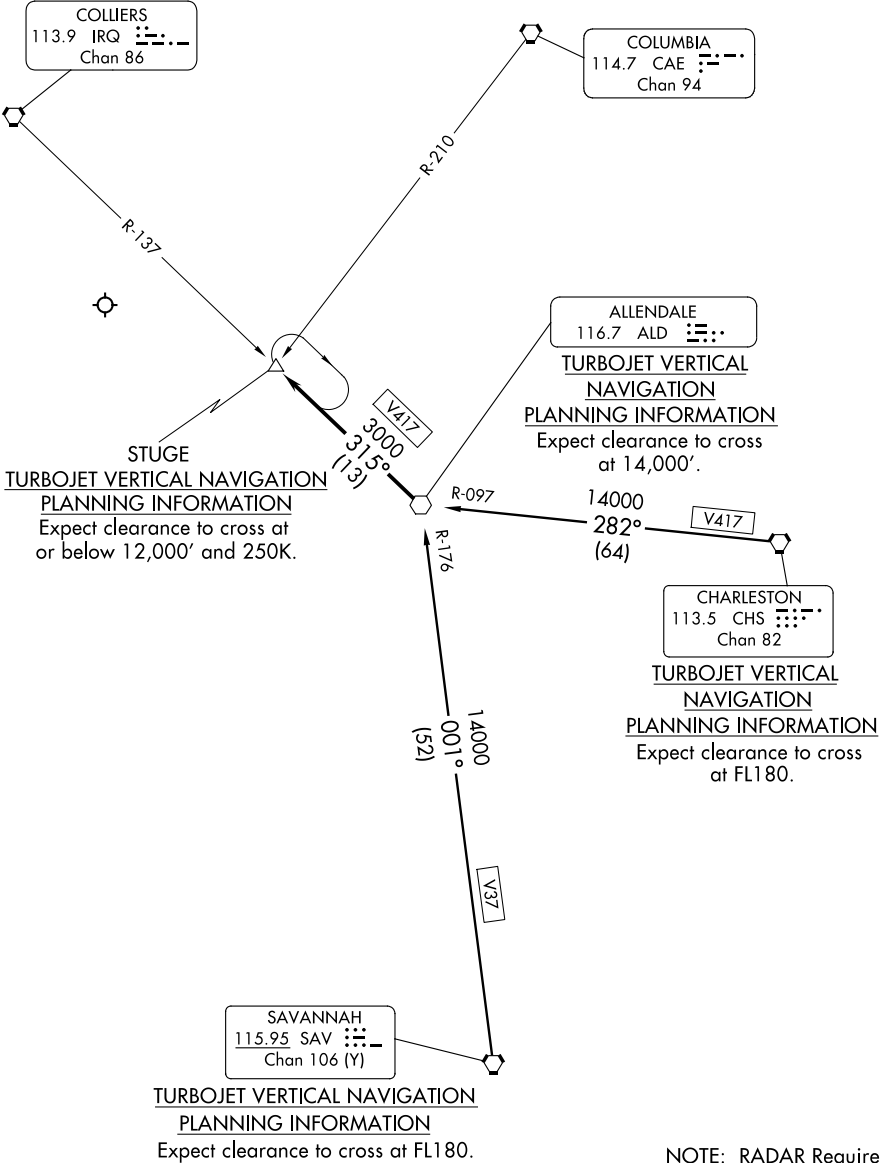 COLLIERS
113.9 IRQ
Chan 86
COLUMBIA
114.7 CAE
Chan 94
R-210
R-137
ALLENDALE
116.7 ALD
TURBOJET VERTICAL
NAVIGATION
PLANNING INFORMATION
Expect clearance to cross
at 14,000′.
V417
3000
315°
(13)
STUGE
TURBOJET VERTICAL NAVIGATION
PLANNING INFORMATION
Expect clearance to cross at
or below 12,000′ and 250K.
R-097
14000
282°
(64)
V417
R-176
CHARLESTON
113.5 CHS
Chan 82
TURBOJET VERTICAL
NAVIGATION
PLANNING INFORMATION
Expect clearance to cross
at FL180.
14000
001°
(52)
V37
SAVANNAH
115.95 SAV
Chan 106 (Y)
TURBOJET VERTICAL NAVIGATION
PLANNING INFORMATION
Expect clearance to cross at FL180.
NOTE: RADAR Require